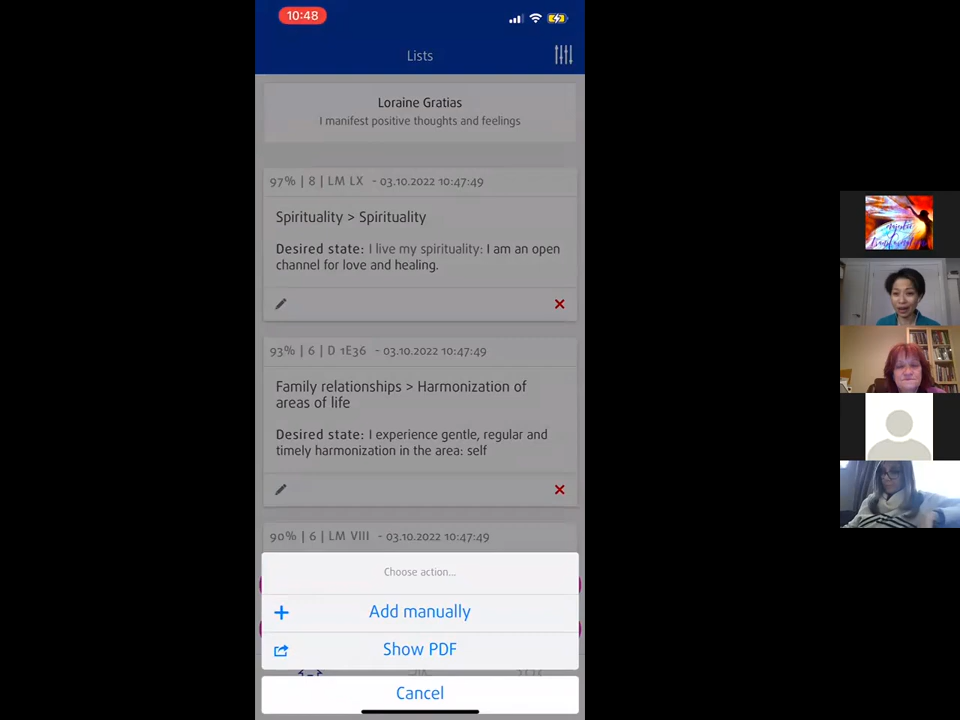 10:48
Lists
Loraine Gratias
I manifest positive thoughts and feelings
97% | 8 | LM LX - 03.10.2022 10:47:49
Spirituality > Spirituality
Desired state: I live my spirituality: I am an open
channel for love and healing.
93% | 6 | D 1E36 - 03.10.2022 10:47:49
Family relationships > Harmonization of
areas of life
Desired state: I experience gentle, regular and
timely harmonization in the area: self
90% | 6 | LM VIII - 03.10.2022 10:47:49
Choose action...
Add manually
Show PDF
Cancel